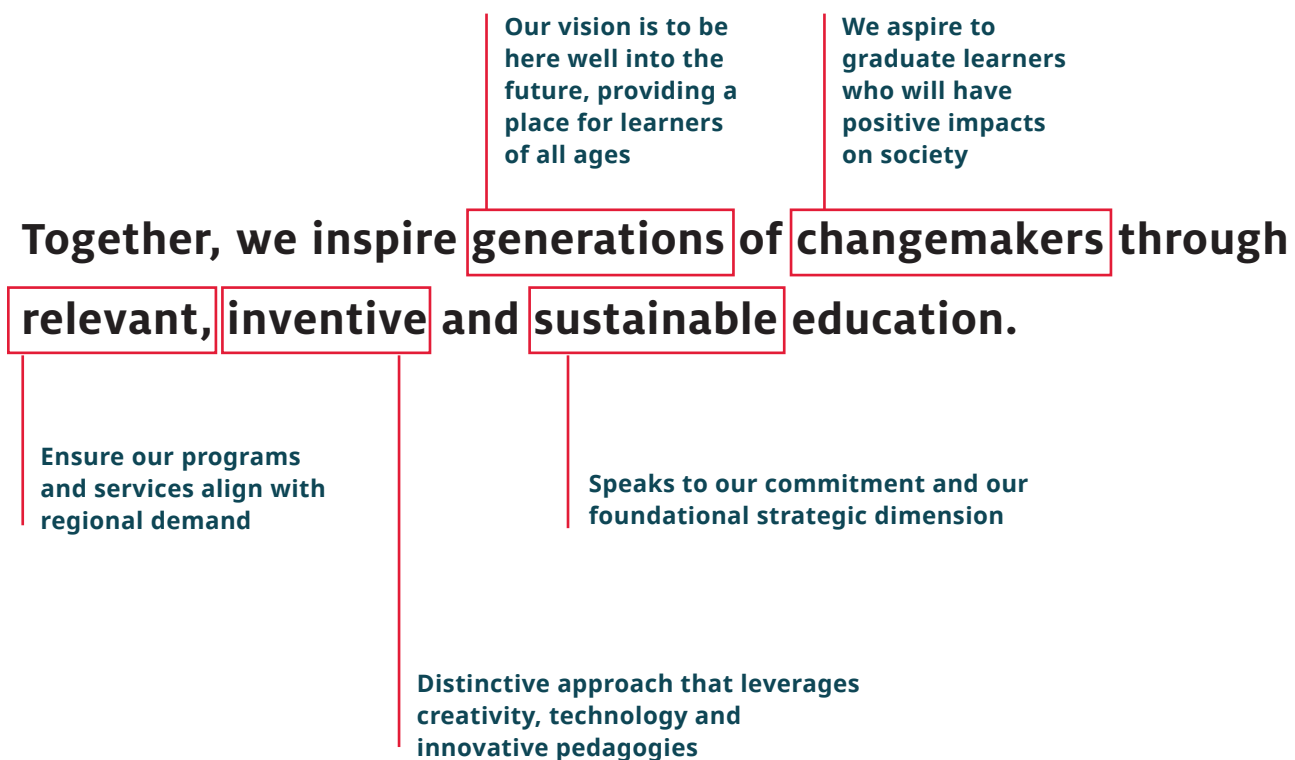 Our vision is to be
here well into the
future, providing a
place for learners
of all ages
We aspire to
graduate learners
who will have
positive impacts
on society
Together, we inspire generations of changemakers through
relevant, inventive and sustainable education.
Ensure our programs
and services align with
regional demand
Speaks to our commitment and our
foundational strategic dimension
Distinctive approach that leverages
creativity, technology and
innovative pedagogies